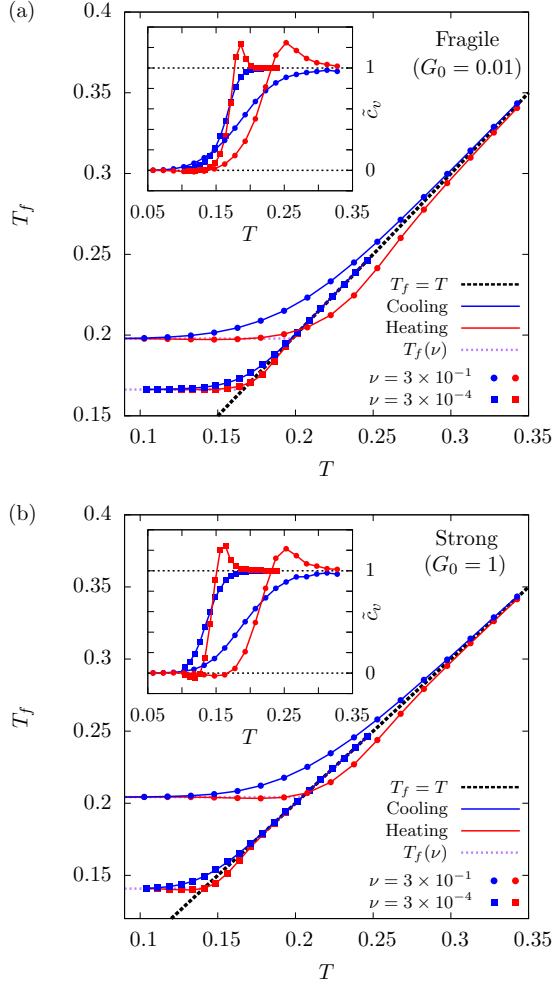 (a)
Fragile
(G₀ = 0.01)
0.4
0.35
0.3
0.25
0.2
0.15
T_f
1
0
c̃_v
0.05 0.15 0.25 0.35
T
T_f = T
Cooling
Heating
T_f(ν)
ν = 3 × 10⁻¹
ν = 3 × 10⁻⁴
0.1 0.15 0.2 0.25 0.3 0.35
T
(b)
Strong
(G₀ = 1)
0.4
0.35
0.3
0.25
0.2
0.15
T_f
1
0
c̃_v
0.05 0.15 0.25 0.35
T
T_f = T
Cooling
Heating
T_f(ν)
ν = 3 × 10⁻¹
ν = 3 × 10⁻⁴
0.1 0.15 0.2 0.25 0.3 0.35
T